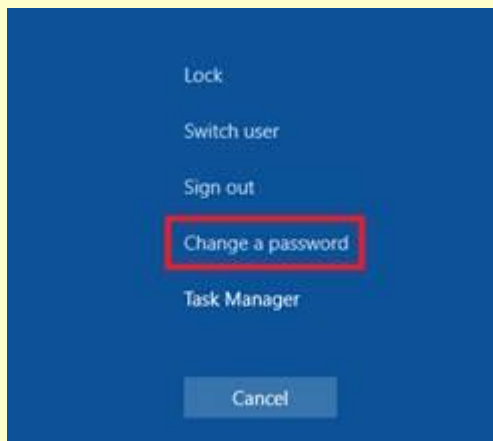 Lock
Switch user
Sign out
Change a password
Task Manager
Cancel